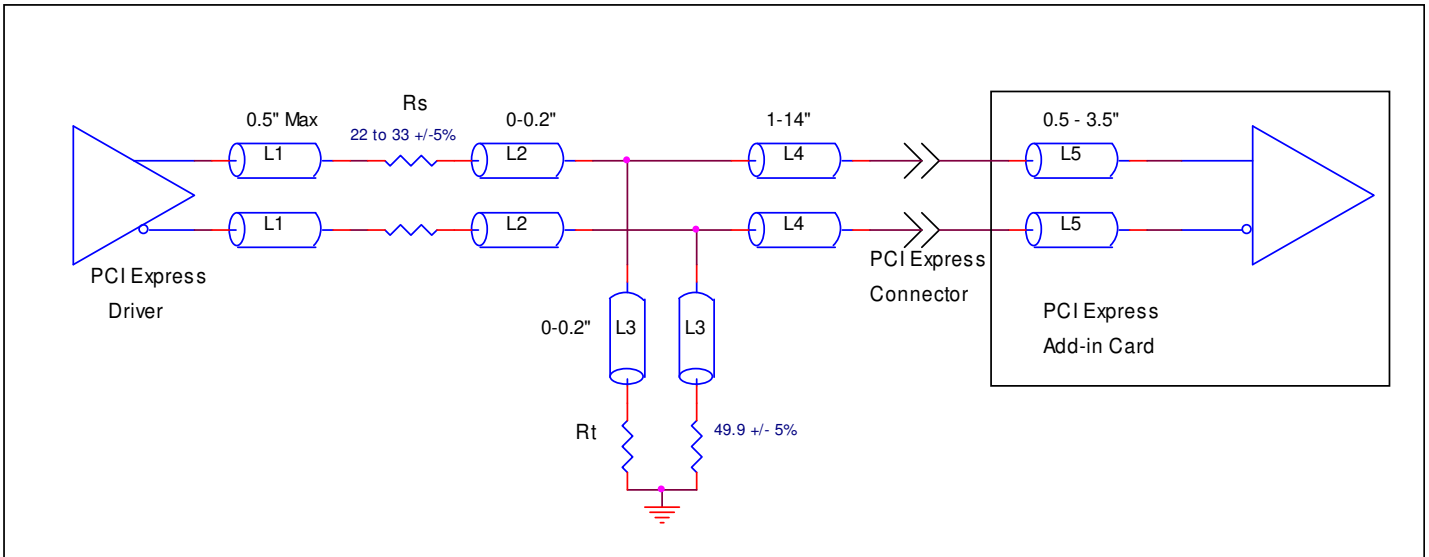 Rs
0.5" Max
22 to 33 +/-5%
0-0.2"
1-14"
0.5 - 3.5"
L1
L2
L4
L5
L1
L2
L4
L5
PCI Express
Driver
PCI Express
Connector
PCI Express
Add-in Card
0-0.2"
L3
L3
Rt
49.9 +/- 5%